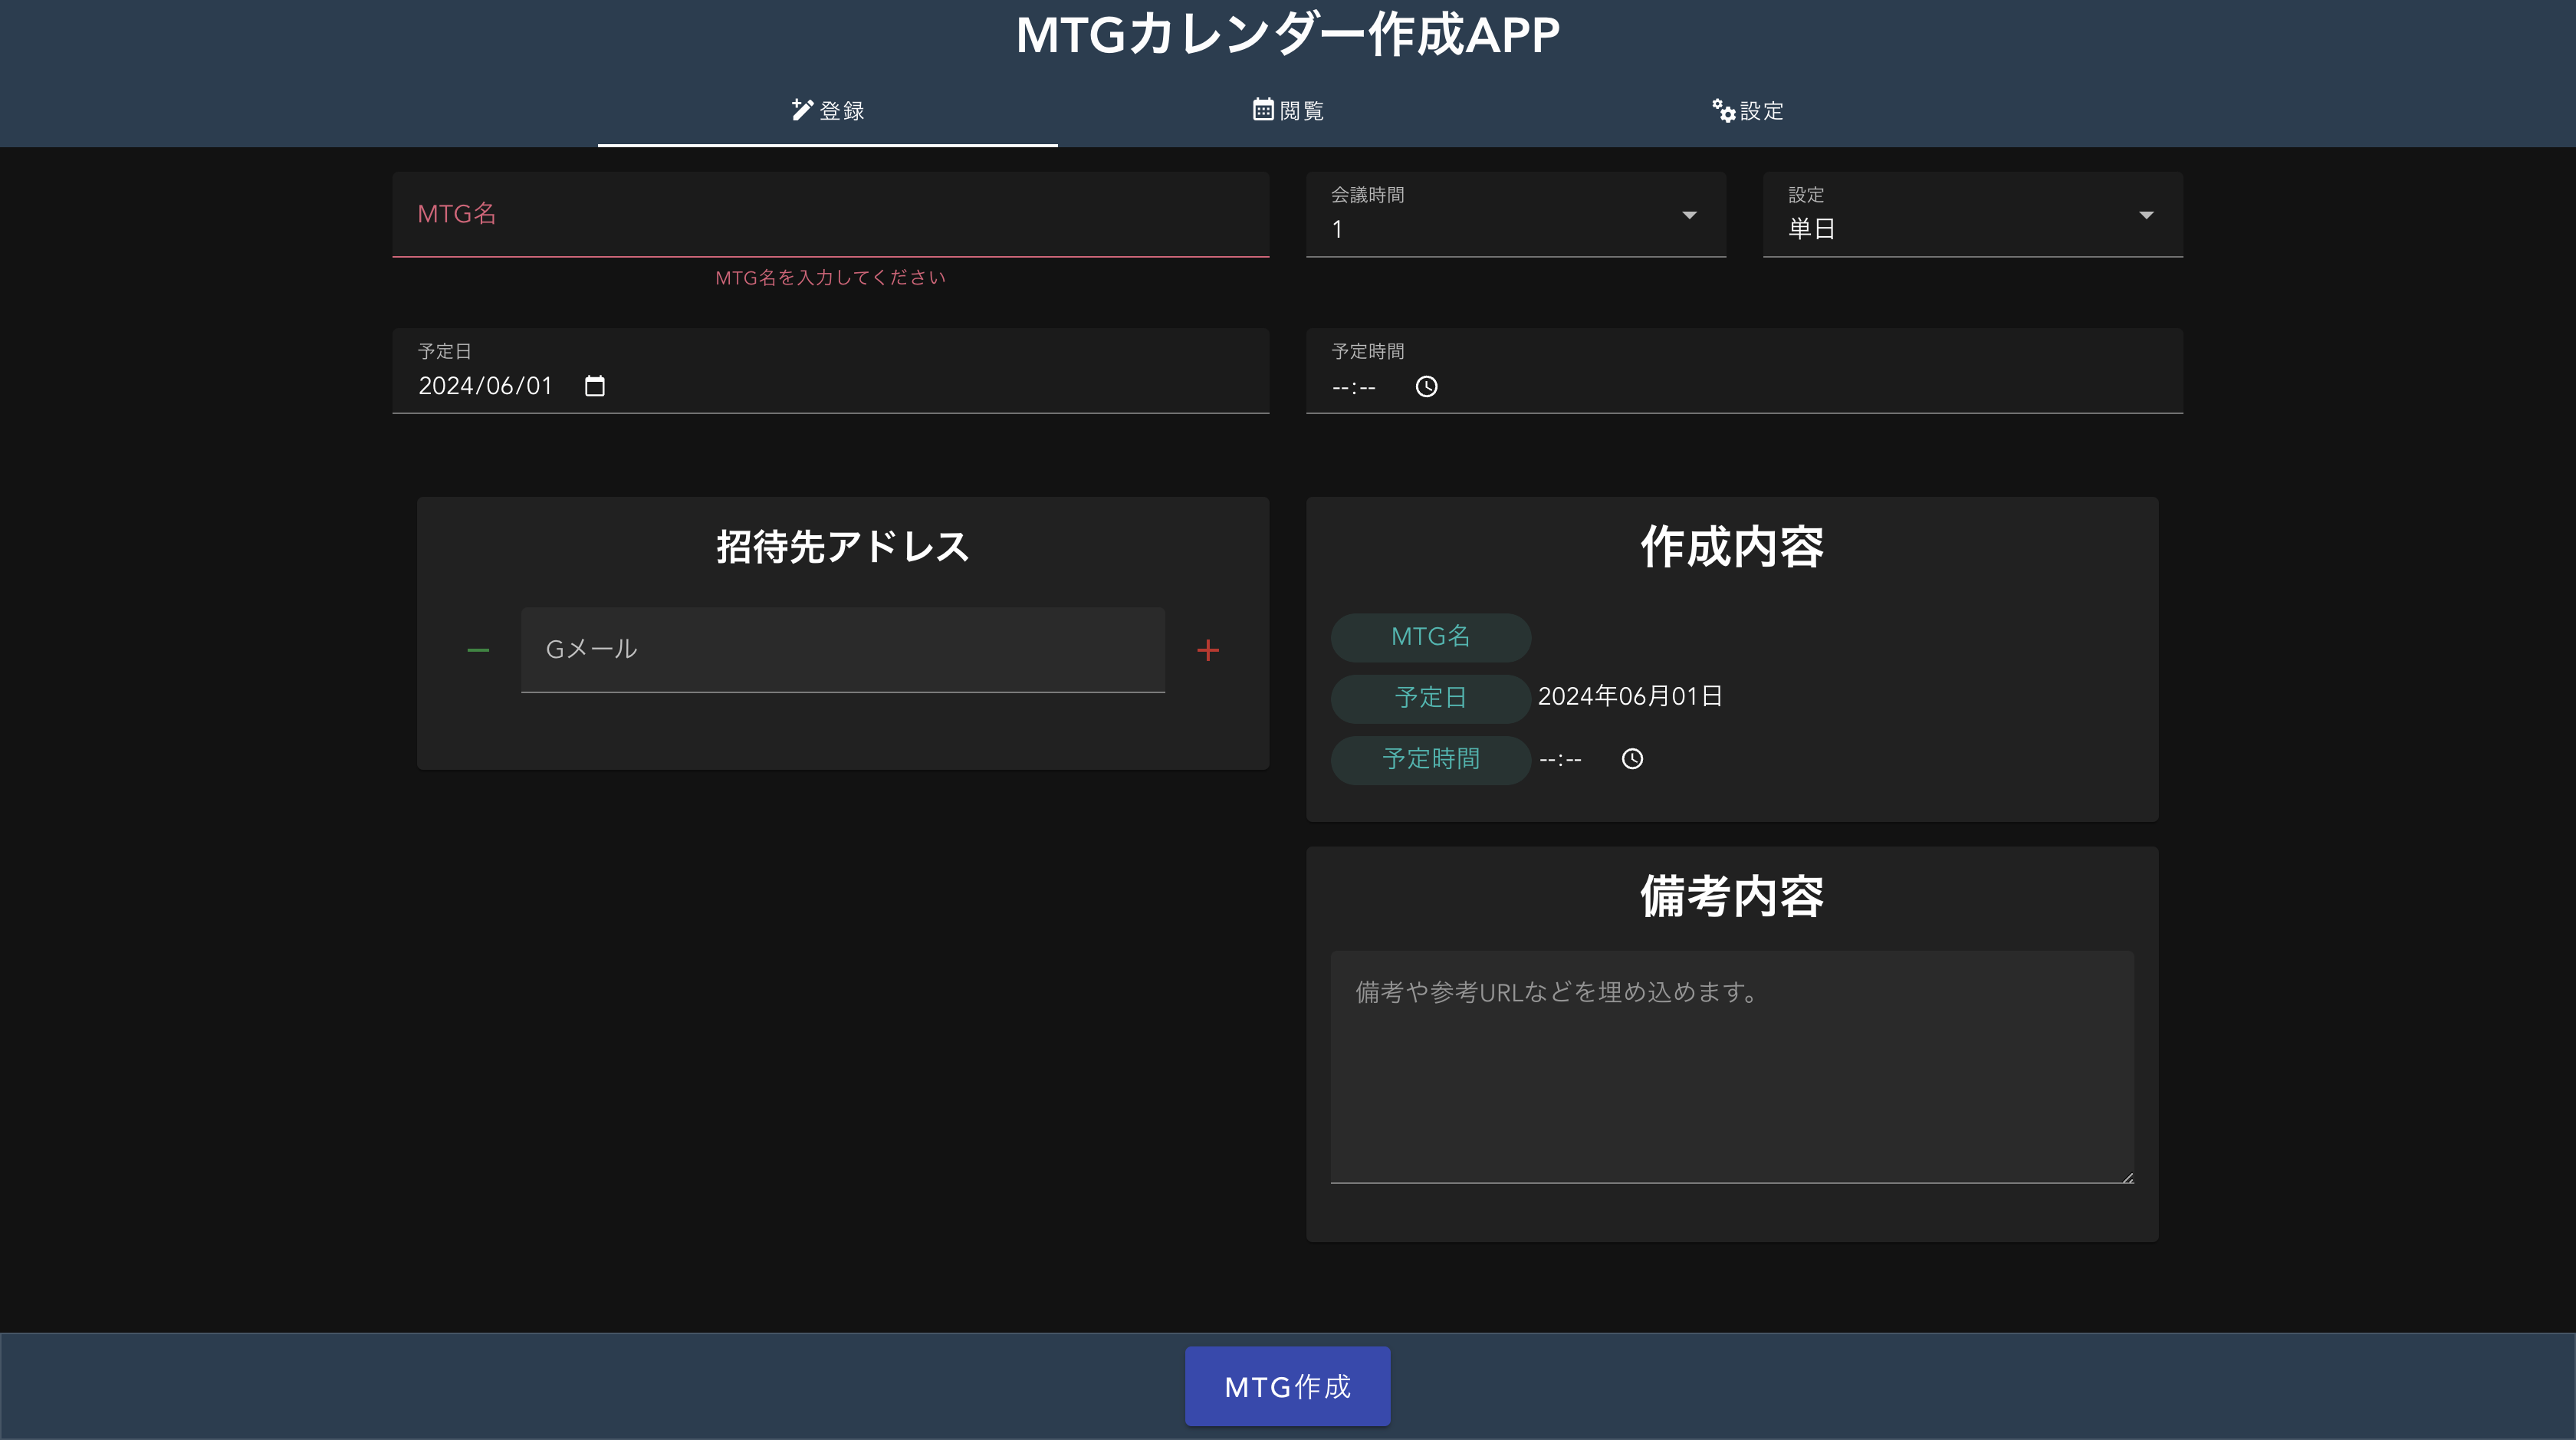 MTGカレンダー作成APP
登録
閲覧
設定
MTG名
MTG名を入力してください
会議時間
1
設定
単日
予定日
2024/06/01
予定時間
--:--
招待先アドレス
Gメール
作成内容
MTG名
予定日 2024年06月01日
予定時間 --:--
備考内容
備考や参考URLなどを埋め込めます。
MTG作成